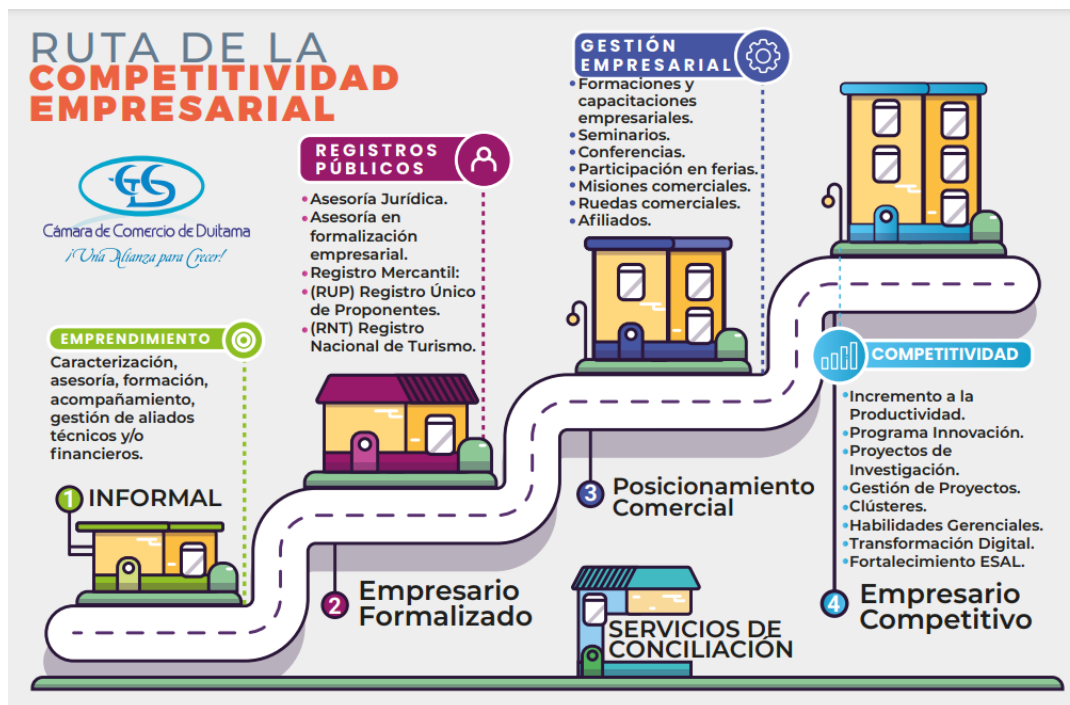 RUTA DE LA
COMPETITIVIDAD
EMPRESARIAL
CTS
Cámara de Comercio de Duitama
¡Una Alianza para Crecer!
EMPRENDIMIENTO
Caracterización,
asesoría, formación,
acompañamiento,
gestión de aliados
técnicos y/o
financieros.
1 INFORMAL
REGISTROS
PÚBLICOS
•Asesoría Jurídica.
•Asesoría en
formalización
empresarial.
•Registro Mercantil:
•(RUP) Registro Único
de Proponentes.
•(RNT) Registro
Nacional de Turismo.
2 Empresario
Formalizado
GESTIÓN
EMPRESARIAL
•Formaciones y
capacitaciones
empresariales.
•Seminarios.
•Conferencias.
•Participación en ferias.
•Misiones comerciales.
•Ruedas comerciales.
•Afiliados.
3 Posicionamiento
Comercial
COMPETITIVIDAD
•Incremento a la
Productividad.
•Programa Innovación.
•Proyectos de
Investigación.
•Gestión de Proyectos.
•Clústeres.
•Habilidades Gerenciales.
•Transformación Digital.
•Fortalecimiento ESAL.
4 Empresario
Competitivo
SERVICIOS DE
CONCILIACIÓN